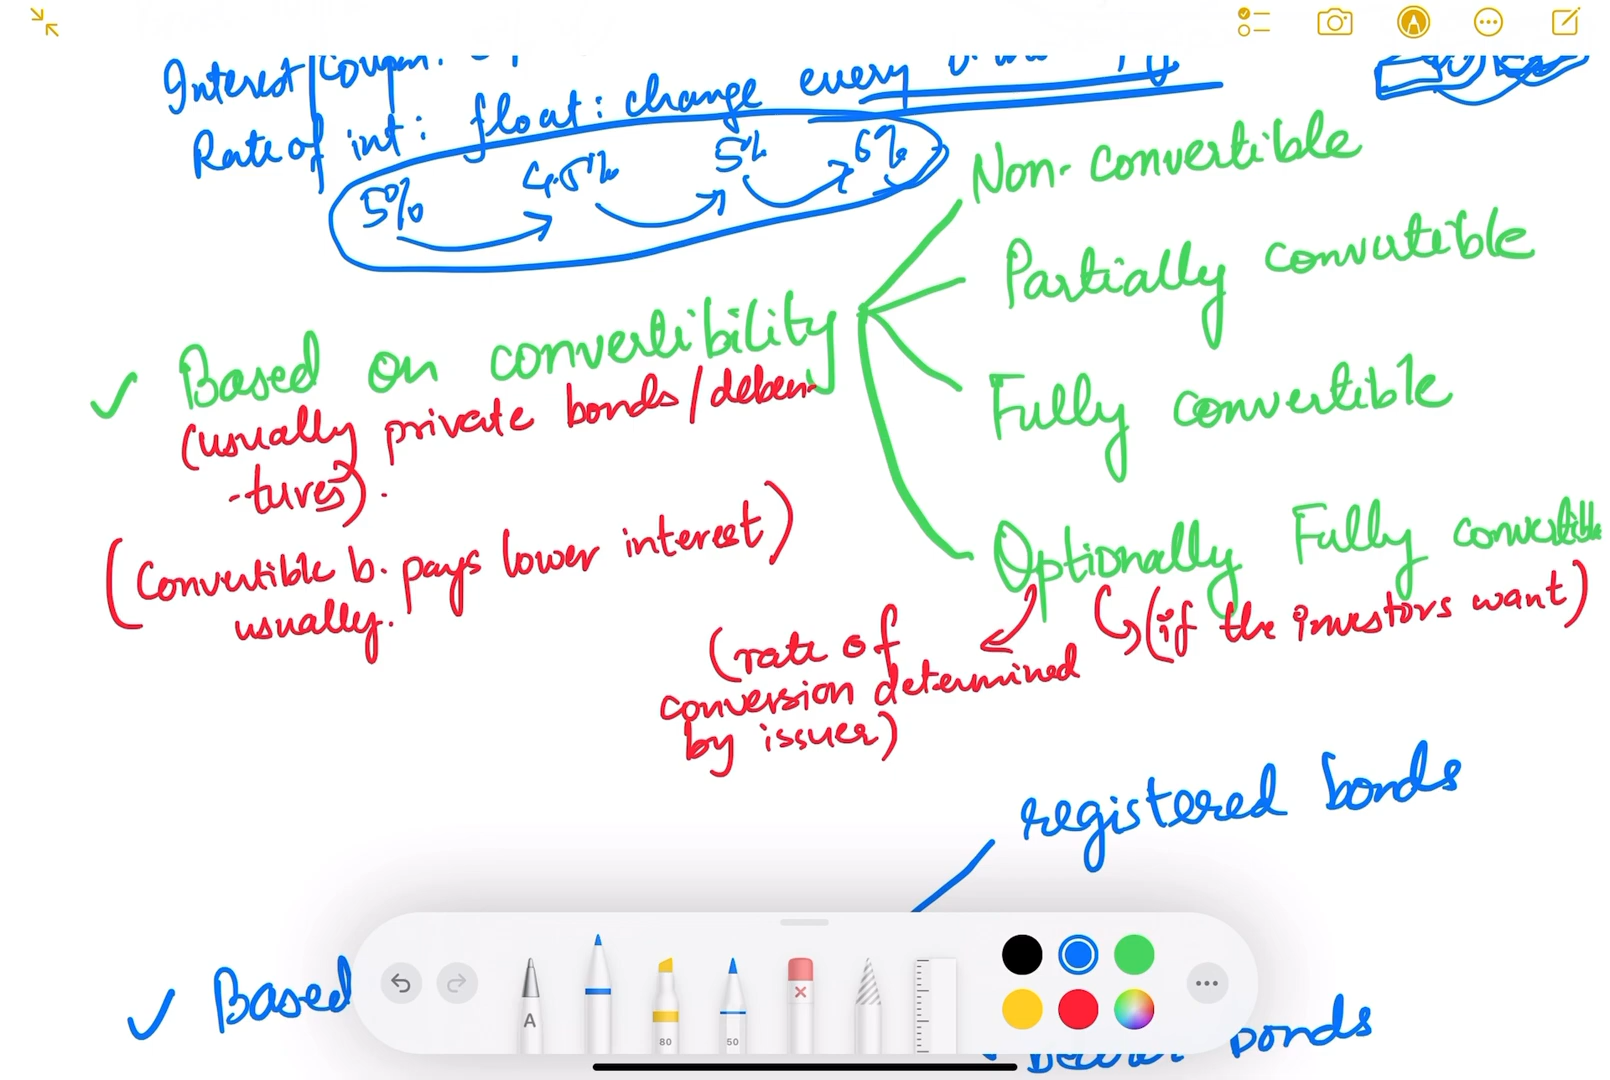 Interest/coupon:
Rate of int: float: change every
5% 4.5% 5% 6%
Non-convertible
Partially convertible
✓ Based on convertibility
(usually private bonds/deben-
-tures).
Fully convertible
(Convertible b. pays lower interest)
usually.
Optionally Fully convertible
(if the investors want)
(rate of
conversion determined
by issuer)
registered bonds
✓ Based
bonds
A
80
50